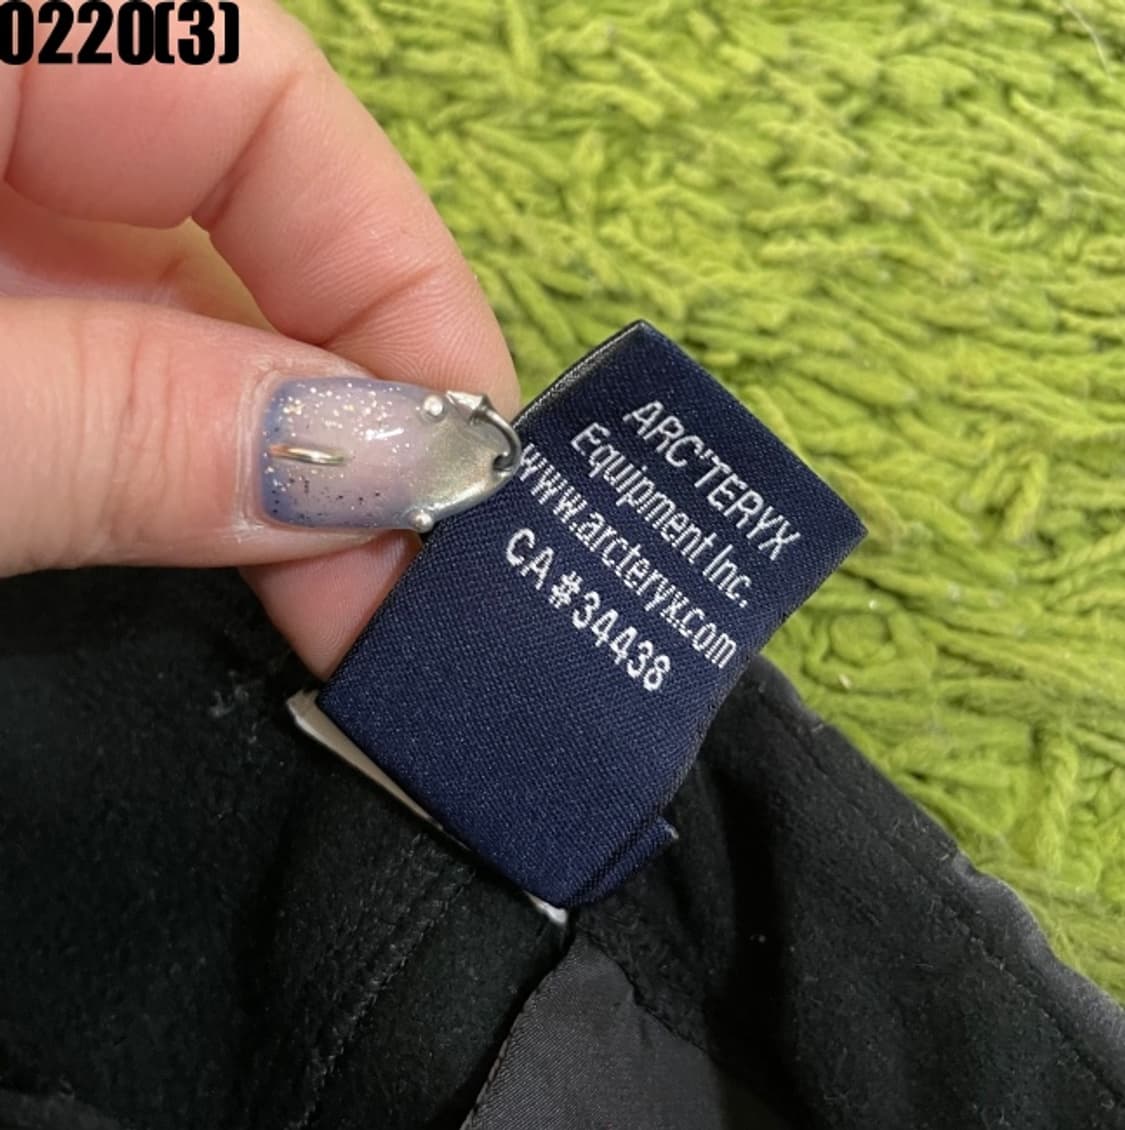 0220(3)
ARC'TERYX
Equipment Inc.
www.arcteryx.com
CA#34438